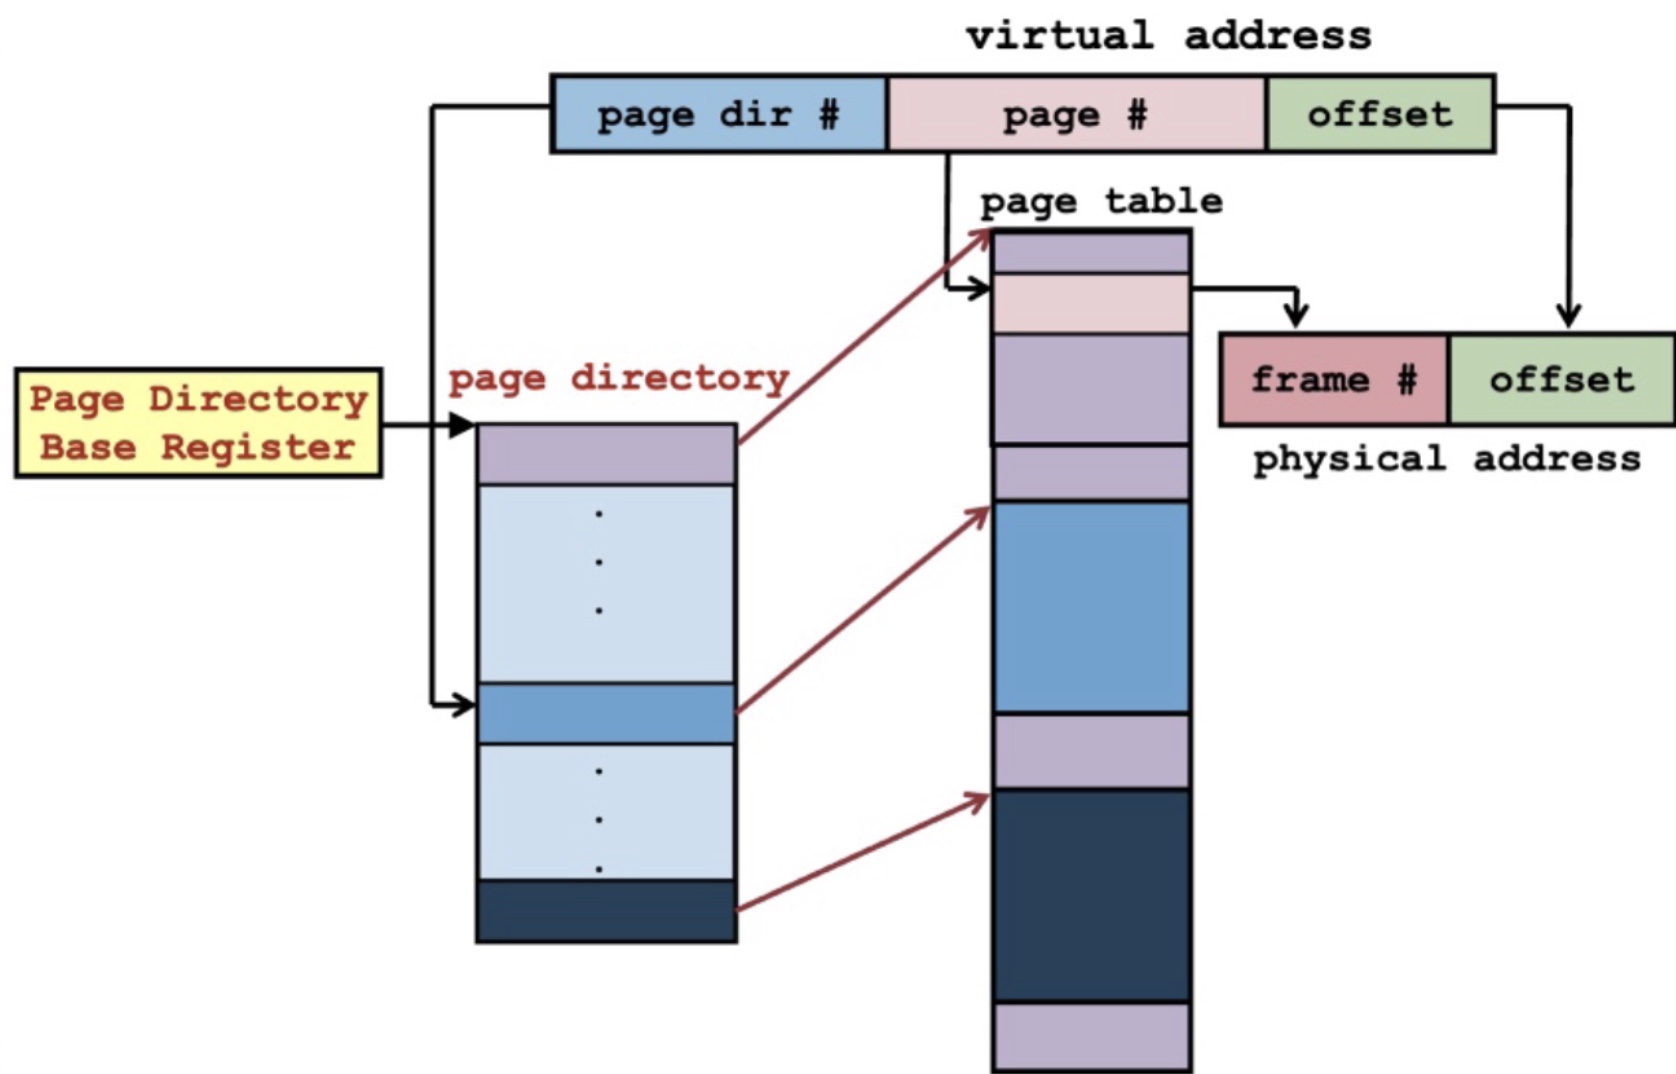 virtual address
page dir #
page #
offset
page table
page directory
Page Directory
Base Register
frame #
offset
physical address